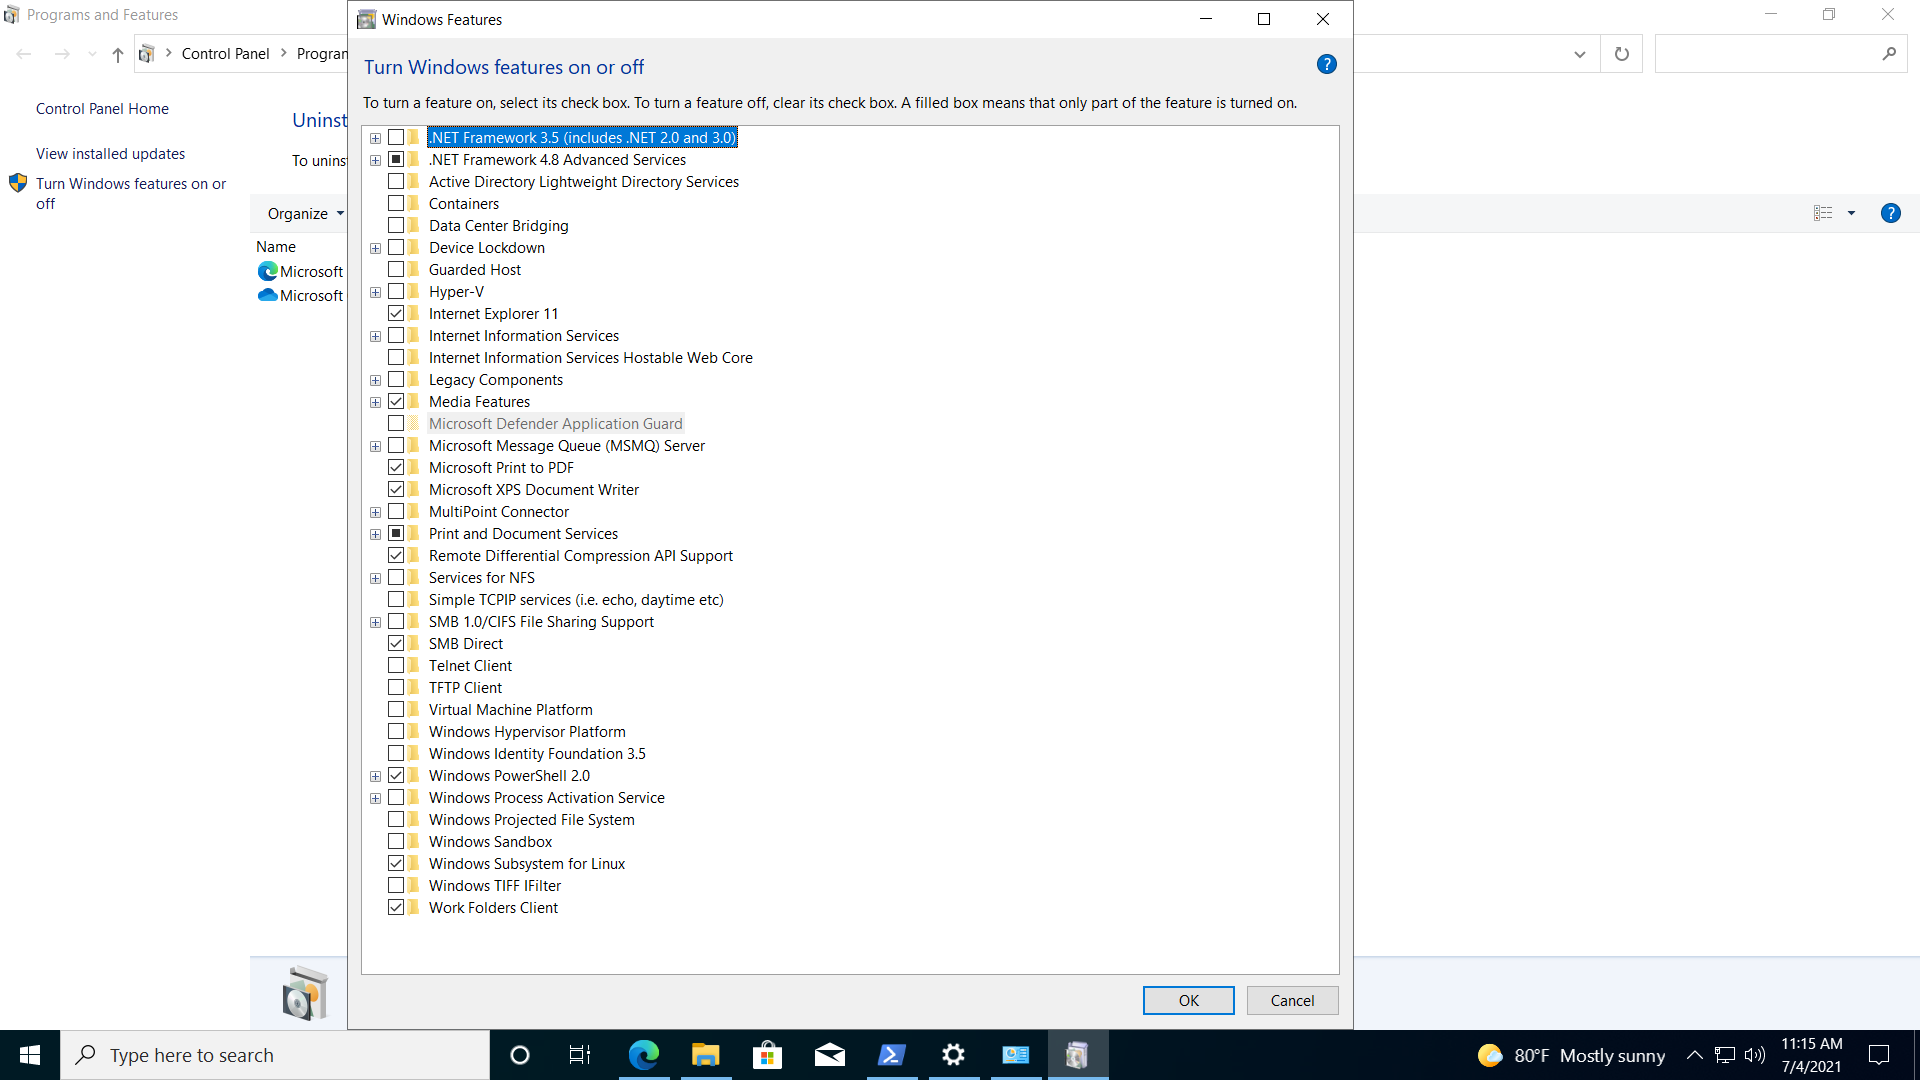 Programs and Features
Control Panel
Program
Control Panel Home
View installed updates
Turn Windows features on or
off
Uninst
To unins
Organize
Name
Microsoft
Microsoft
Windows Features
Turn Windows features on or off
To turn a feature on, select its check box. To turn a feature off, clear its check box. A filled box means that only part of the feature is turned on.
.NET Framework 3.5 (includes .NET 2.0 and 3.0)
.NET Framework 4.8 Advanced Services
Active Directory Lightweight Directory Services
Containers
Data Center Bridging
Device Lockdown
Guarded Host
Hyper-V
Internet Explorer 11
Internet Information Services
Internet Information Services Hostable Web Core
Legacy Components
Media Features
Microsoft Defender Application Guard
Microsoft Message Queue (MSMQ) Server
Microsoft Print to PDF
Microsoft XPS Document Writer
MultiPoint Connector
Print and Document Services
Remote Differential Compression API Support
Services for NFS
Simple TCPIP services (i.e. echo, daytime etc)
SMB 1.0/CIFS File Sharing Support
SMB Direct
Telnet Client
TFTP Client
Virtual Machine Platform
Windows Hypervisor Platform
Windows Identity Foundation 3.5
Windows PowerShell 2.0
Windows Process Activation Service
Windows Projected File System
Windows Sandbox
Windows Subsystem for Linux
Windows TIFF IFilter
Work Folders Client
OK
Cancel
Type here to search
80°F Mostly sunny
11:15 AM
7/4/2021